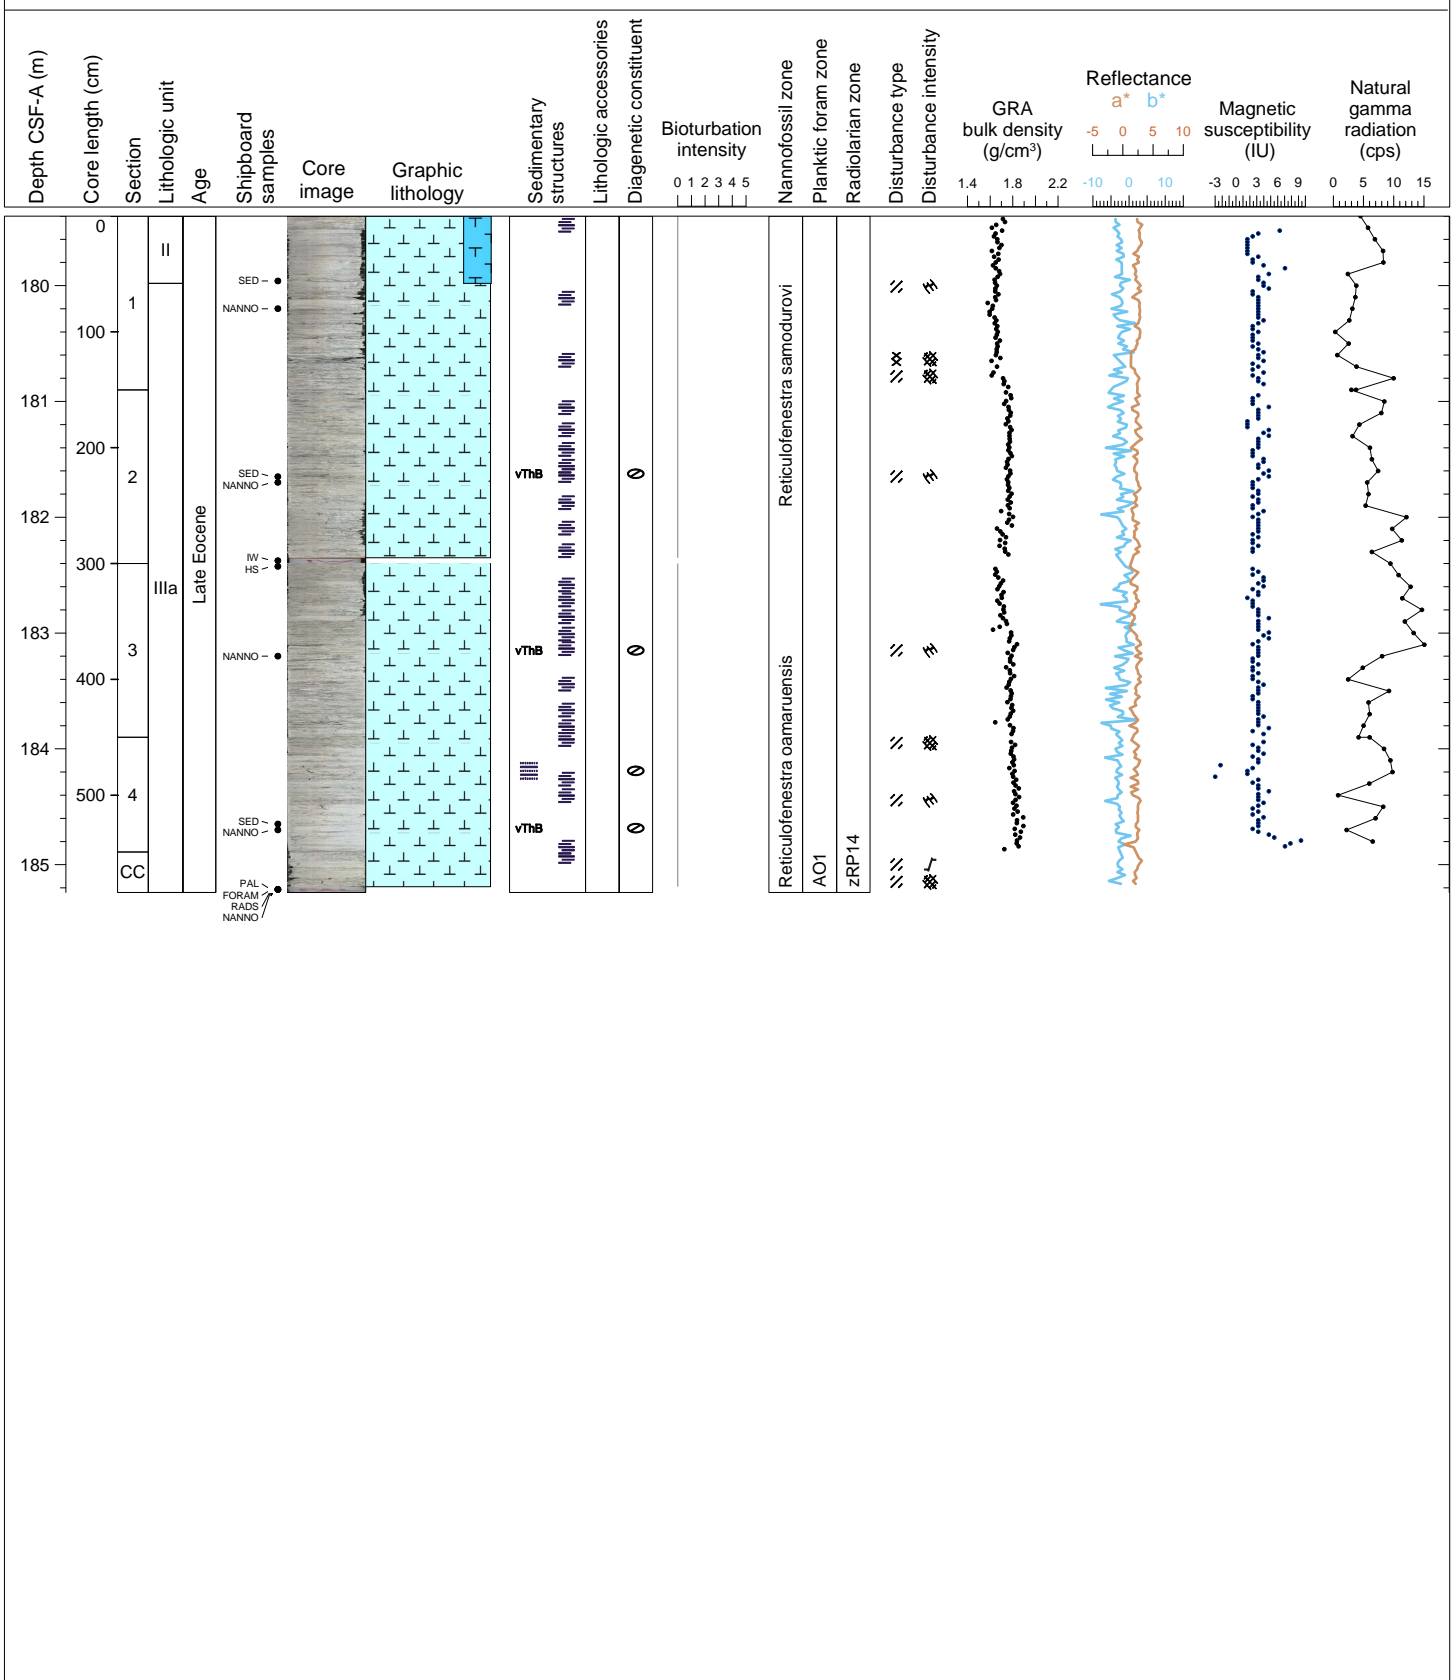 Depth CSF-A (m)
Core length (cm)
Section
Lithologic unit
Age
Shipboard
samples
Core
image
Graphic
lithology
Sedimentary
structures
Lithologic accessories
Diagenetic constituent
Bioturbation
intensity
0 1 2 3 4 5
Nannofossil zone
Planktic foram zone
Radiolarian zone
Disturbance type
Disturbance intensity
GRA
bulk density
(g/cm³)
1.4 1.8 2.2
Reflectance
a* b*
-5 0 5 10
-10 0 10
Magnetic
susceptibility
(IU)
-3 0 3 6 9
Natural
gamma
radiation
(cps)
0 5 10 15
180
181
182
183
184
185
0
100
200
300
400
500
1
2
3
4
CC
II
IIIa
Late Eocene
SED
NANNO
SED
NANNO
IW
HS
NANNO
SED
NANNO
PAL
FORAM
RADS
NANNO
vThB
vThB
vThB
Reticulofenestra samodurovi
Reticulofenestra oamaruensis
AO1
zRP14